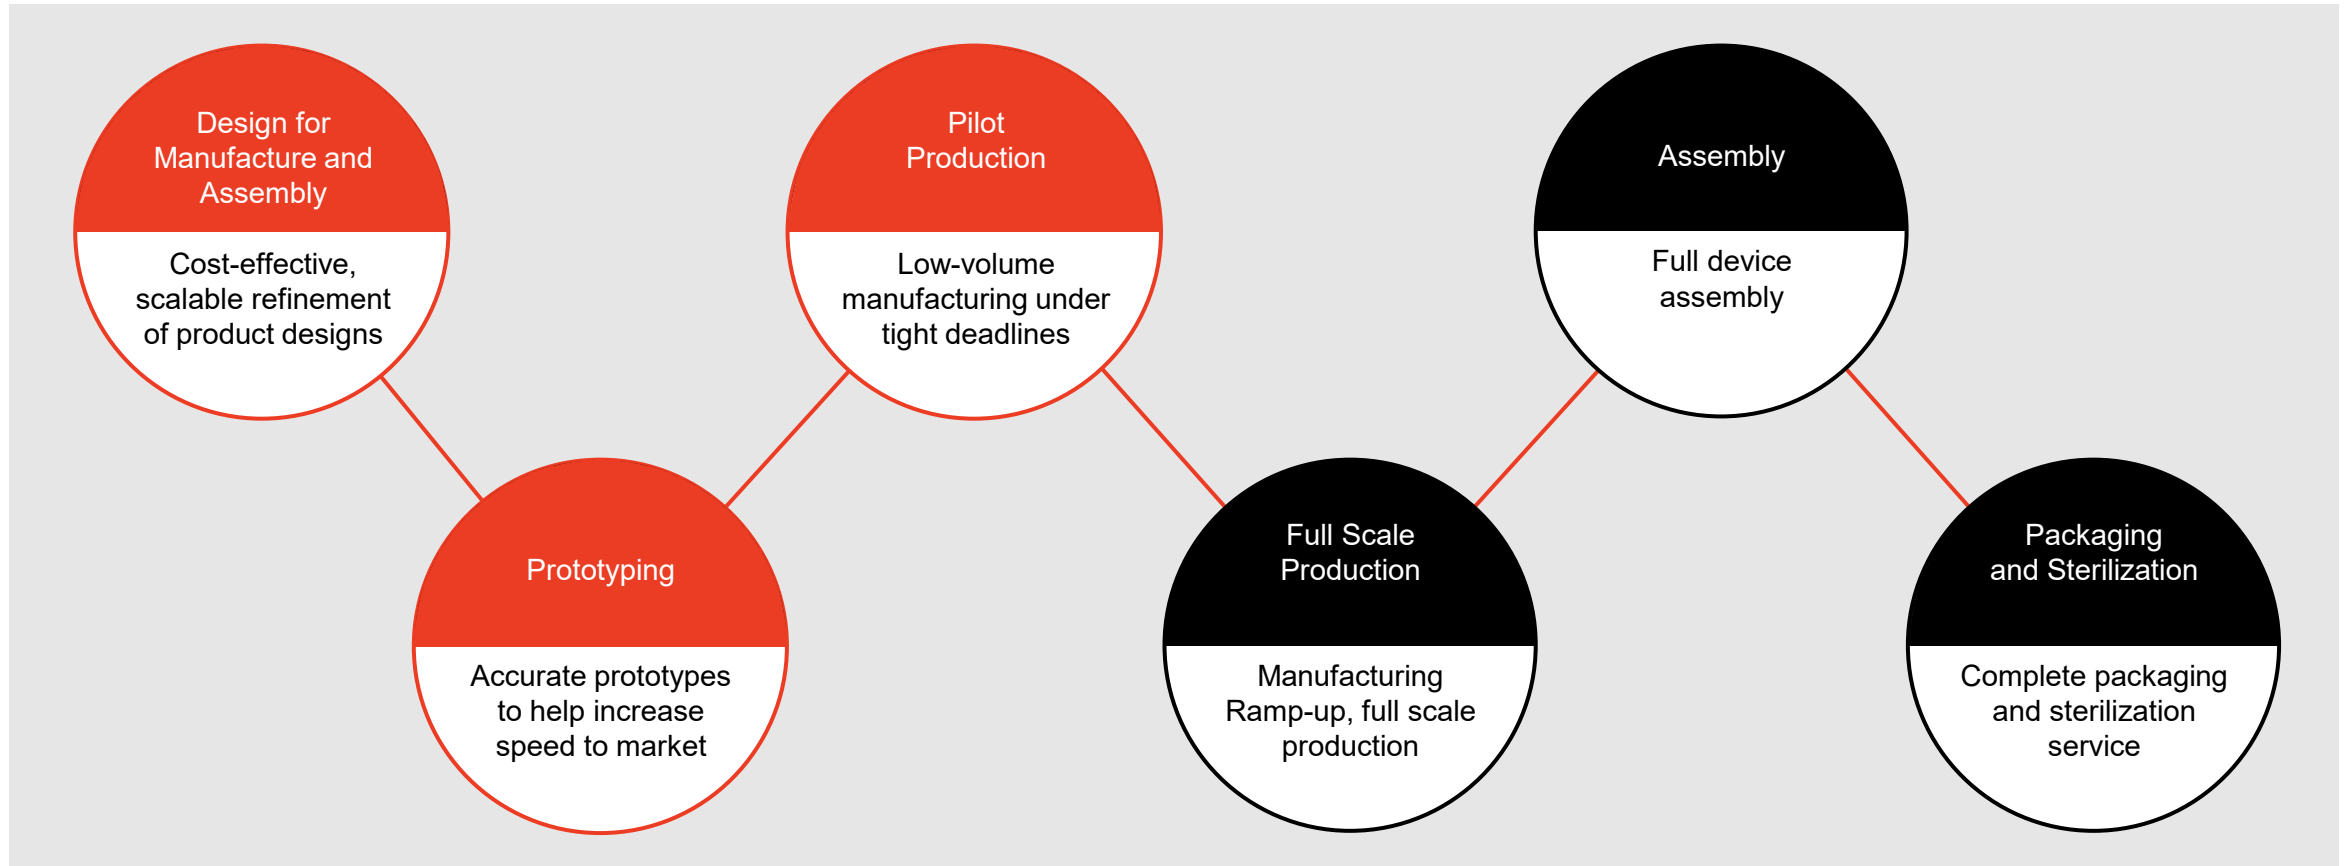 Design for
Manufacture and
Assembly
Cost-effective,
scalable refinement
of product designs
Prototyping
Accurate prototypes
to help increase
speed to market
Pilot
Production
Low-volume
manufacturing under
tight deadlines
Full Scale
Production
Manufacturing
Ramp-up, full scale
production
Assembly
Full device
assembly
Packaging
and Sterilization
Complete packaging
and sterilization
service